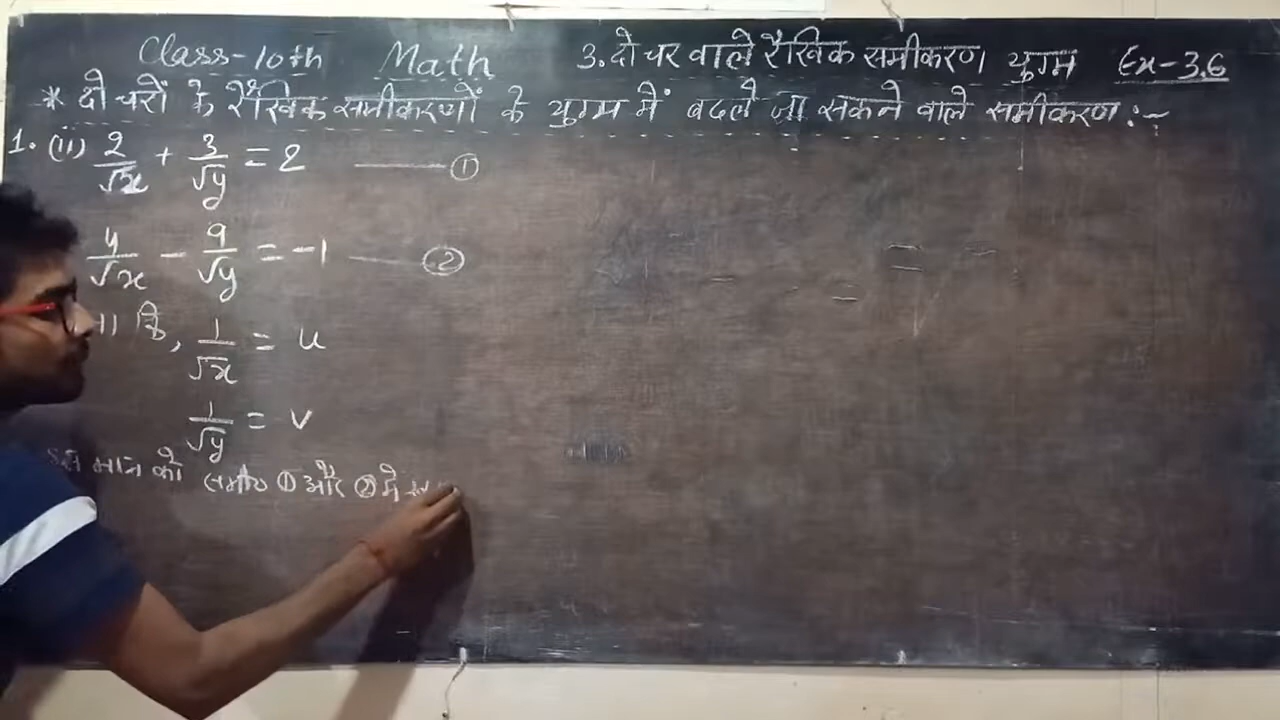 Class-10th Math 3. दो चर वाले रैखिक समीकरण युग्म Ex-3.6
* दो चरों के रैखिक समीकरणों के युग्म में बदले जा सकने वाले समीकरण:-
1. (ii) 2/√x + 3/√y = 2 ——— ①
4/√x - 9/√y = -1 ——— ②
कि, 1/√x = u
1/√y = v
मान को समी० ① और ② में